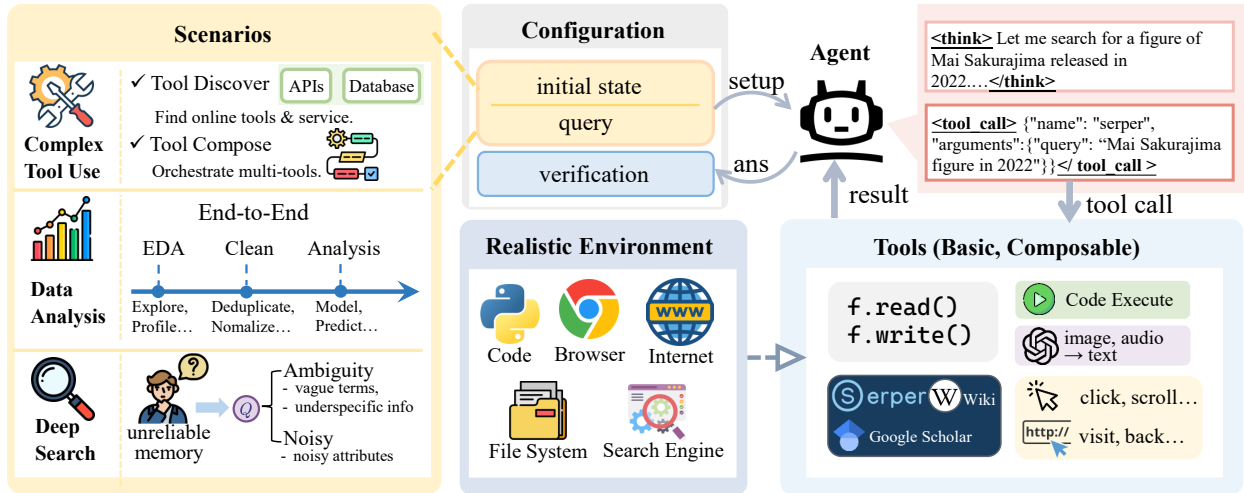 Scenarios
Complex
Tool Use
✓ Tool Discover
APIs
Database
Find online tools & service.
✓ Tool Compose
Orchestrate multi-tools.
Data
Analysis
End-to-End
EDA
Clean
Analysis
Explore,
Profile…
Deduplicate,
Nomalize…
Model,
Predict…
Deep
Search
?
unreliable
memory
Q
Ambiguity
- vague terms,
- underspecific info
Noisy
- noisy attributes
Configuration
initial state
query
verification
setup
ans
Agent
<think> Let me search for a figure of
Mai Sakurajima released in
2022.…</think>
<tool_call> {"name": "serper",
"arguments":{"query": “Mai Sakurajima
figure in 2022"}}</ tool_call >
result
tool call
Realistic Environment
Code
Browser
WWW
Internet
File System
Search Engine
Tools (Basic, Composable)
f.read()
f.write()
Code Execute
image, audio
→ text
Serper
W Wiki
Google Scholar
click, scroll…
http://
visit, back…